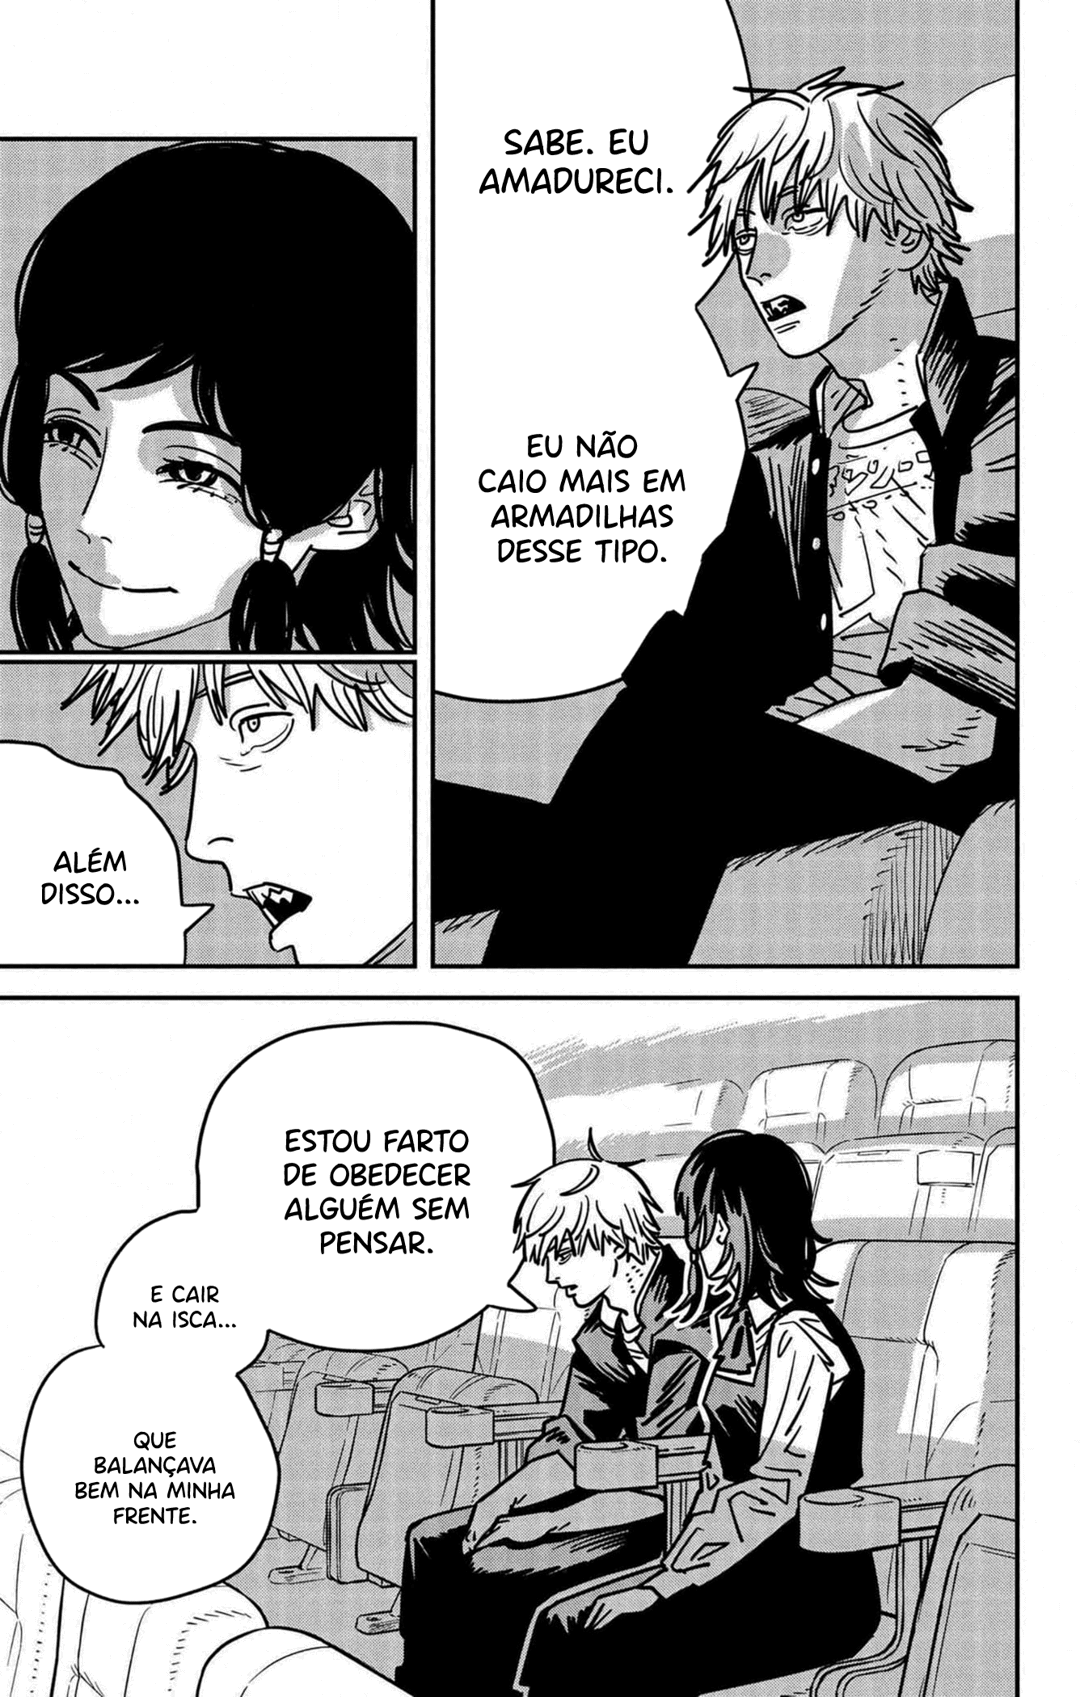 SABE. EU
AMADURECI.
EU NÃO
CAIO MAIS EM
ARMADILHAS
DESSE TIPO.
ALÉM
DISSO...
ESTOU FARTO
DE OBEDECER
ALGUÉM SEM
PENSAR.
E CAIR
NA ISCA...
QUE
BALANÇAVA
BEM NA MINHA
FRENTE.